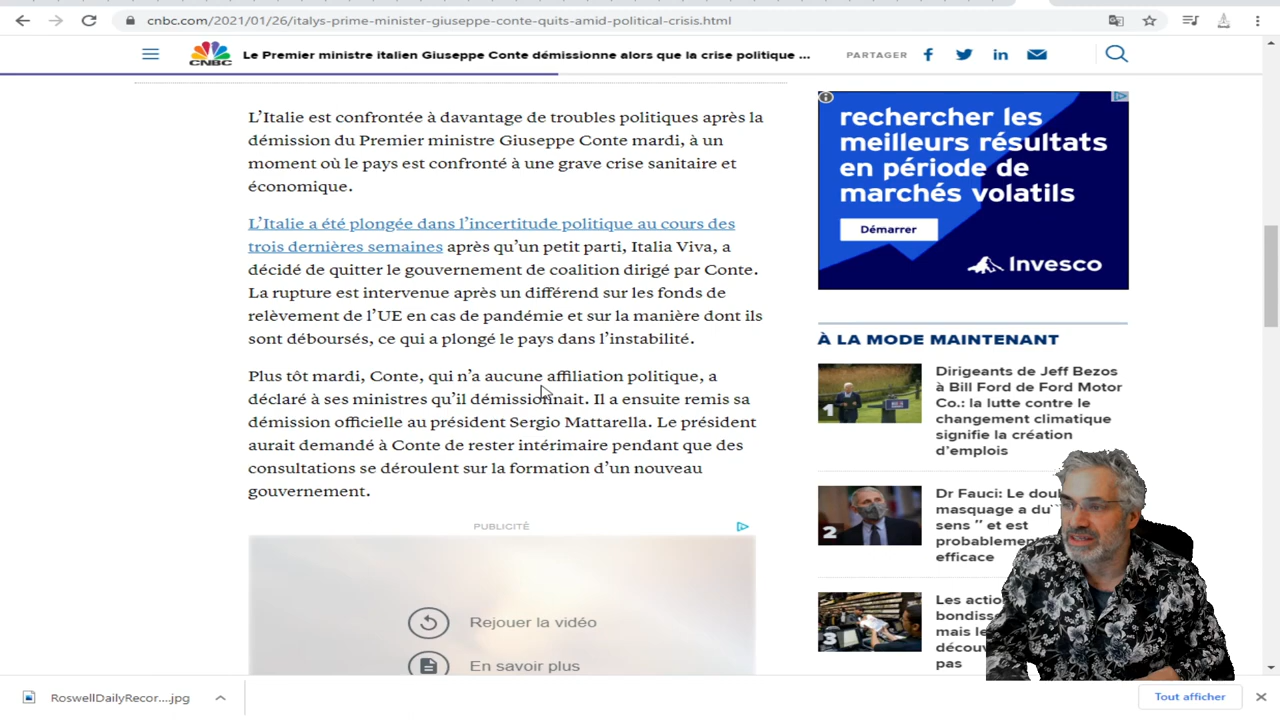 cnbc.com/2021/01/26/italys-prime-minister-giuseppe-conte-quits-amid-political-crisis.html
CNBC
Le Premier ministre italien Giuseppe Conte démissionne alors que la crise politique ...
PARTAGER
L'Italie est confrontée à davantage de troubles politiques après la
démission du Premier ministre Giuseppe Conte mardi, à un
moment où le pays est confronté à une grave crise sanitaire et
économique.
L'Italie a été plongée dans l'incertitude politique au cours des
trois dernières semaines après qu'un petit parti, Italia Viva, a
décidé de quitter le gouvernement de coalition dirigé par Conte.
La rupture est intervenue après un différend sur les fonds de
relèvement de l'UE en cas de pandémie et sur la manière dont ils
sont déboursés, ce qui a plongé le pays dans l'instabilité.
Plus tôt mardi, Conte, qui n'a aucune affiliation politique, a
déclaré à ses ministres qu'il démissionnait. Il a ensuite remis sa
démission officielle au président Sergio Mattarella. Le président
aurait demandé à Conte de rester intérimaire pendant que des
consultations se déroulent sur la formation d'un nouveau
gouvernement.
PUBLICITÉ
Rejouer la vidéo
En savoir plus
rechercher les
meilleurs résultats
en période de
marchés volatils
Démarrer
Invesco
À LA MODE MAINTENANT
1
Dirigeants de Jeff Bezos
à Bill Ford de Ford Motor
Co.: la lutte contre le
changement climatique
signifie la création
d'emplois
2
Dr Fauci: Le
masquage a du
sens '' et est
efficace
3
Les
mais
pas
RoswellDailyRecor....jpg
Tout afficher